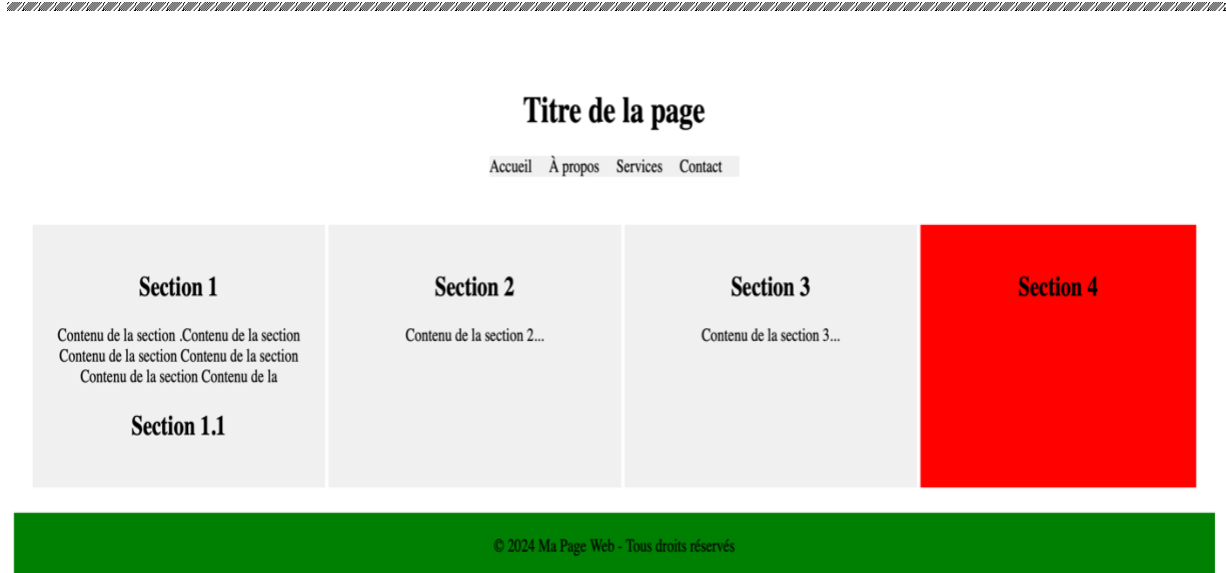 Titre de la page
Accueil À propos Services Contact
Section 1
Contenu de la section .Contenu de la section
Contenu de la section Contenu de la section
Contenu de la section Contenu de la
Section 1.1
Section 2
Contenu de la section 2...
Section 3
Contenu de la section 3...
Section 4
© 2024 Ma Page Web - Tous droits réservés